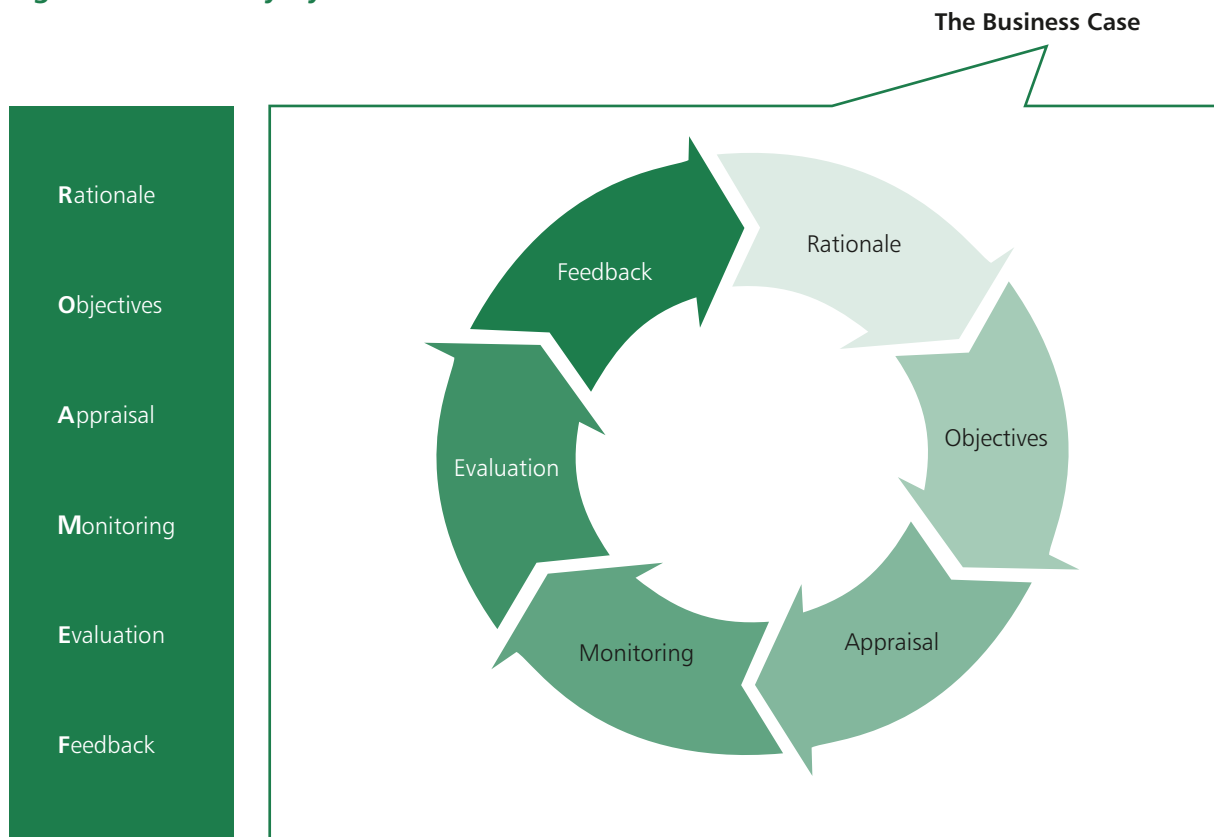 The Business Case
Rationale
Objectives
Appraisal
Monitoring
Evaluation
Feedback
Rationale
Objectives
Appraisal
Monitoring
Evaluation
Feedback